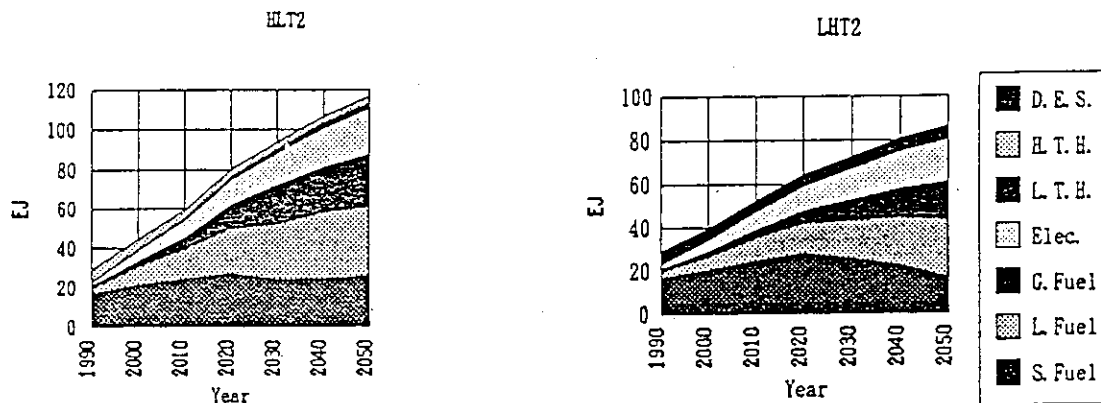 HLT2
120
100
80
60
40
20
0
EJ
1990
2000
2010
2020
2030
2040
2050
Year
LHT2
100
80
60
40
20
0
EJ
1990
2000
2010
2020
2030
2040
2050
Year
D. E. S.
H. T. H.
L. T. H.
Elec.
G. Fuel
L. Fuel
S. Fuel